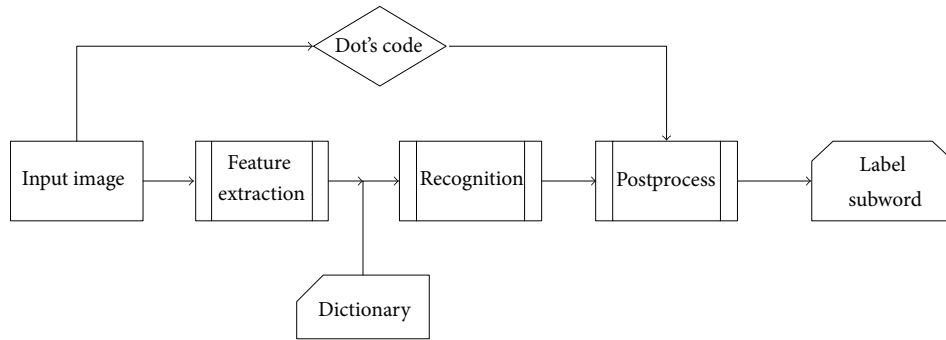 Dot's code
Input image
Feature
extraction
Recognition
Postprocess
Label
subword
Dictionary